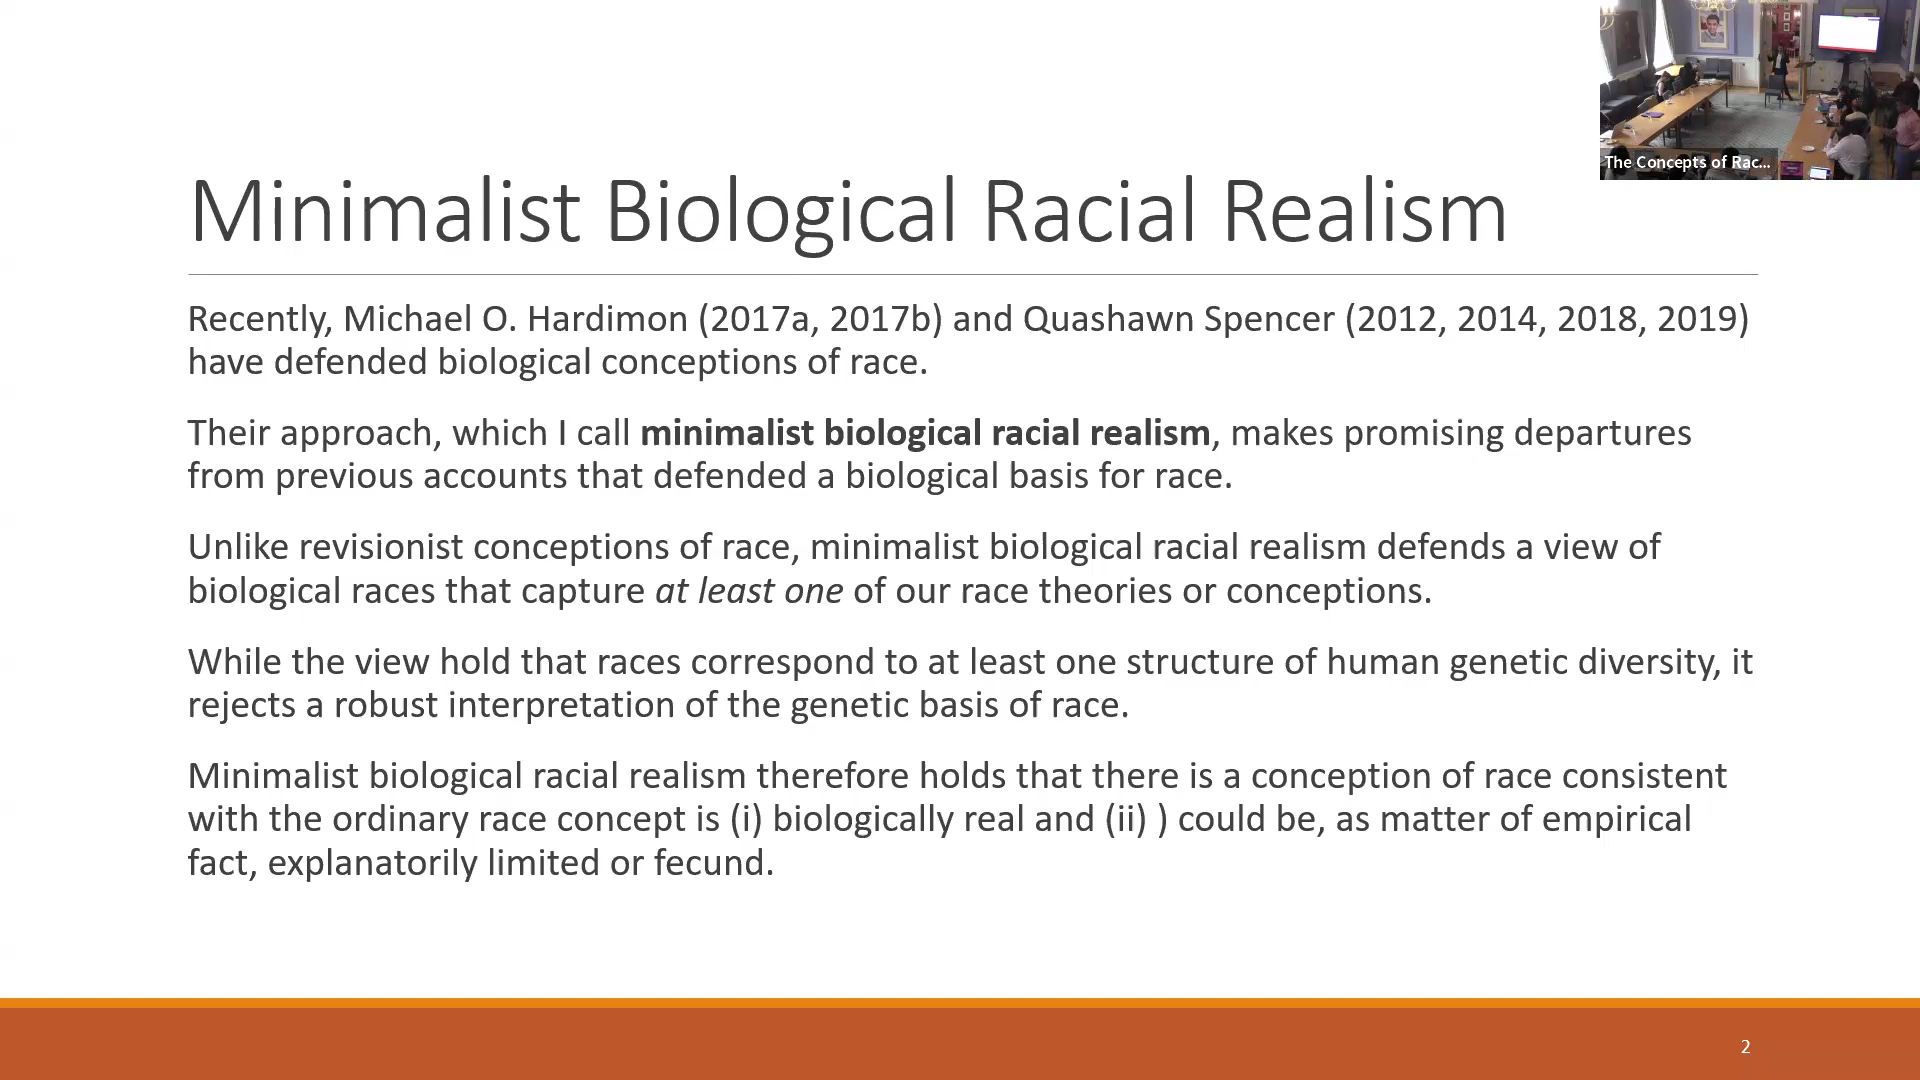 The Concepts of Rac...
Minimalist Biological Racial Realism
Recently, Michael O. Hardimon (2017a, 2017b) and Quashawn Spencer (2012, 2014, 2018, 2019)
have defended biological conceptions of race.
Their approach, which I call minimalist biological racial realism, makes promising departures
from previous accounts that defended a biological basis for race.
Unlike revisionist conceptions of race, minimalist biological racial realism defends a view of
biological races that capture at least one of our race theories or conceptions.
While the view hold that races correspond to at least one structure of human genetic diversity, it
rejects a robust interpretation of the genetic basis of race.
Minimalist biological racial realism therefore holds that there is a conception of race consistent
with the ordinary race concept is (i) biologically real and (ii) ) could be, as matter of empirical
fact, explanatorily limited or fecund.
2